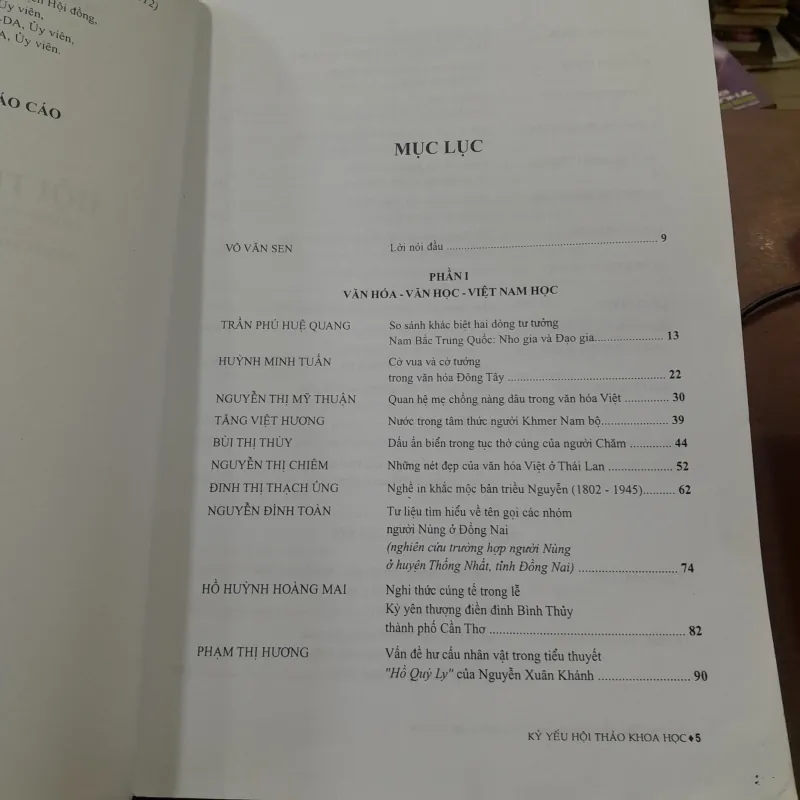 Hội đồng,
Ủy viên,
-DA, Ủy viên,
A, Ủy viên.
ÁO CÁO
MỤC LỤC
VÕ VĂN SEN Lời nói đầu ........ 9
PHẦN I
VĂN HÓA - VĂN HỌC - VIỆT NAM HỌC
TRẦN PHÚ HUỆ QUANG So sánh khác biệt hai dòng tư tưởng
Nam Bắc Trung Quốc: Nho gia và Đạo gia........ 13
HUỲNH MINH TUẤN Cờ vua và cờ tướng
trong văn hóa Đông Tây ........ 22
NGUYỄN THỊ MỸ THUẬN Quan hệ mẹ chồng nàng dâu trong văn hóa Việt ........ 30
TĂNG VIỆT HƯƠNG Nước trong tâm thức người Khmer Nam bộ........ 39
BÙI THỊ THỦY Dấu ấn biển trong tục thờ cúng của người Chăm ........ 44
NGUYỄN THỊ CHIÊM Những nét đẹp của văn hóa Việt ở Thái Lan ........ 52
ĐINH THỊ THẠCH ỦNG Nghề in khắc mộc bản triều Nguyễn (1802 - 1945)........ 62
NGUYỄN ĐÌNH TOÁN Tư liệu tìm hiểu về tên gọi các nhóm
người Nùng ở Đồng Nai
(nghiên cứu trường hợp người Nùng
ở huyện Thống Nhất, tỉnh Đồng Nai) ........ 74
HỒ HUỲNH HOÀNG MAI Nghi thức cúng tế trong lễ
Kỳ yên thượng điền đình Bình Thủy
thành phố Cần Thơ ........ 82
PHẠM THỊ HƯƠNG Vấn đề hư cấu nhân vật trong tiểu thuyết
"Hồ Quý Ly" của Nguyễn Xuân Khánh ........ 90
KỶ YẾU HỘI THẢO KHOA HỌC♦5